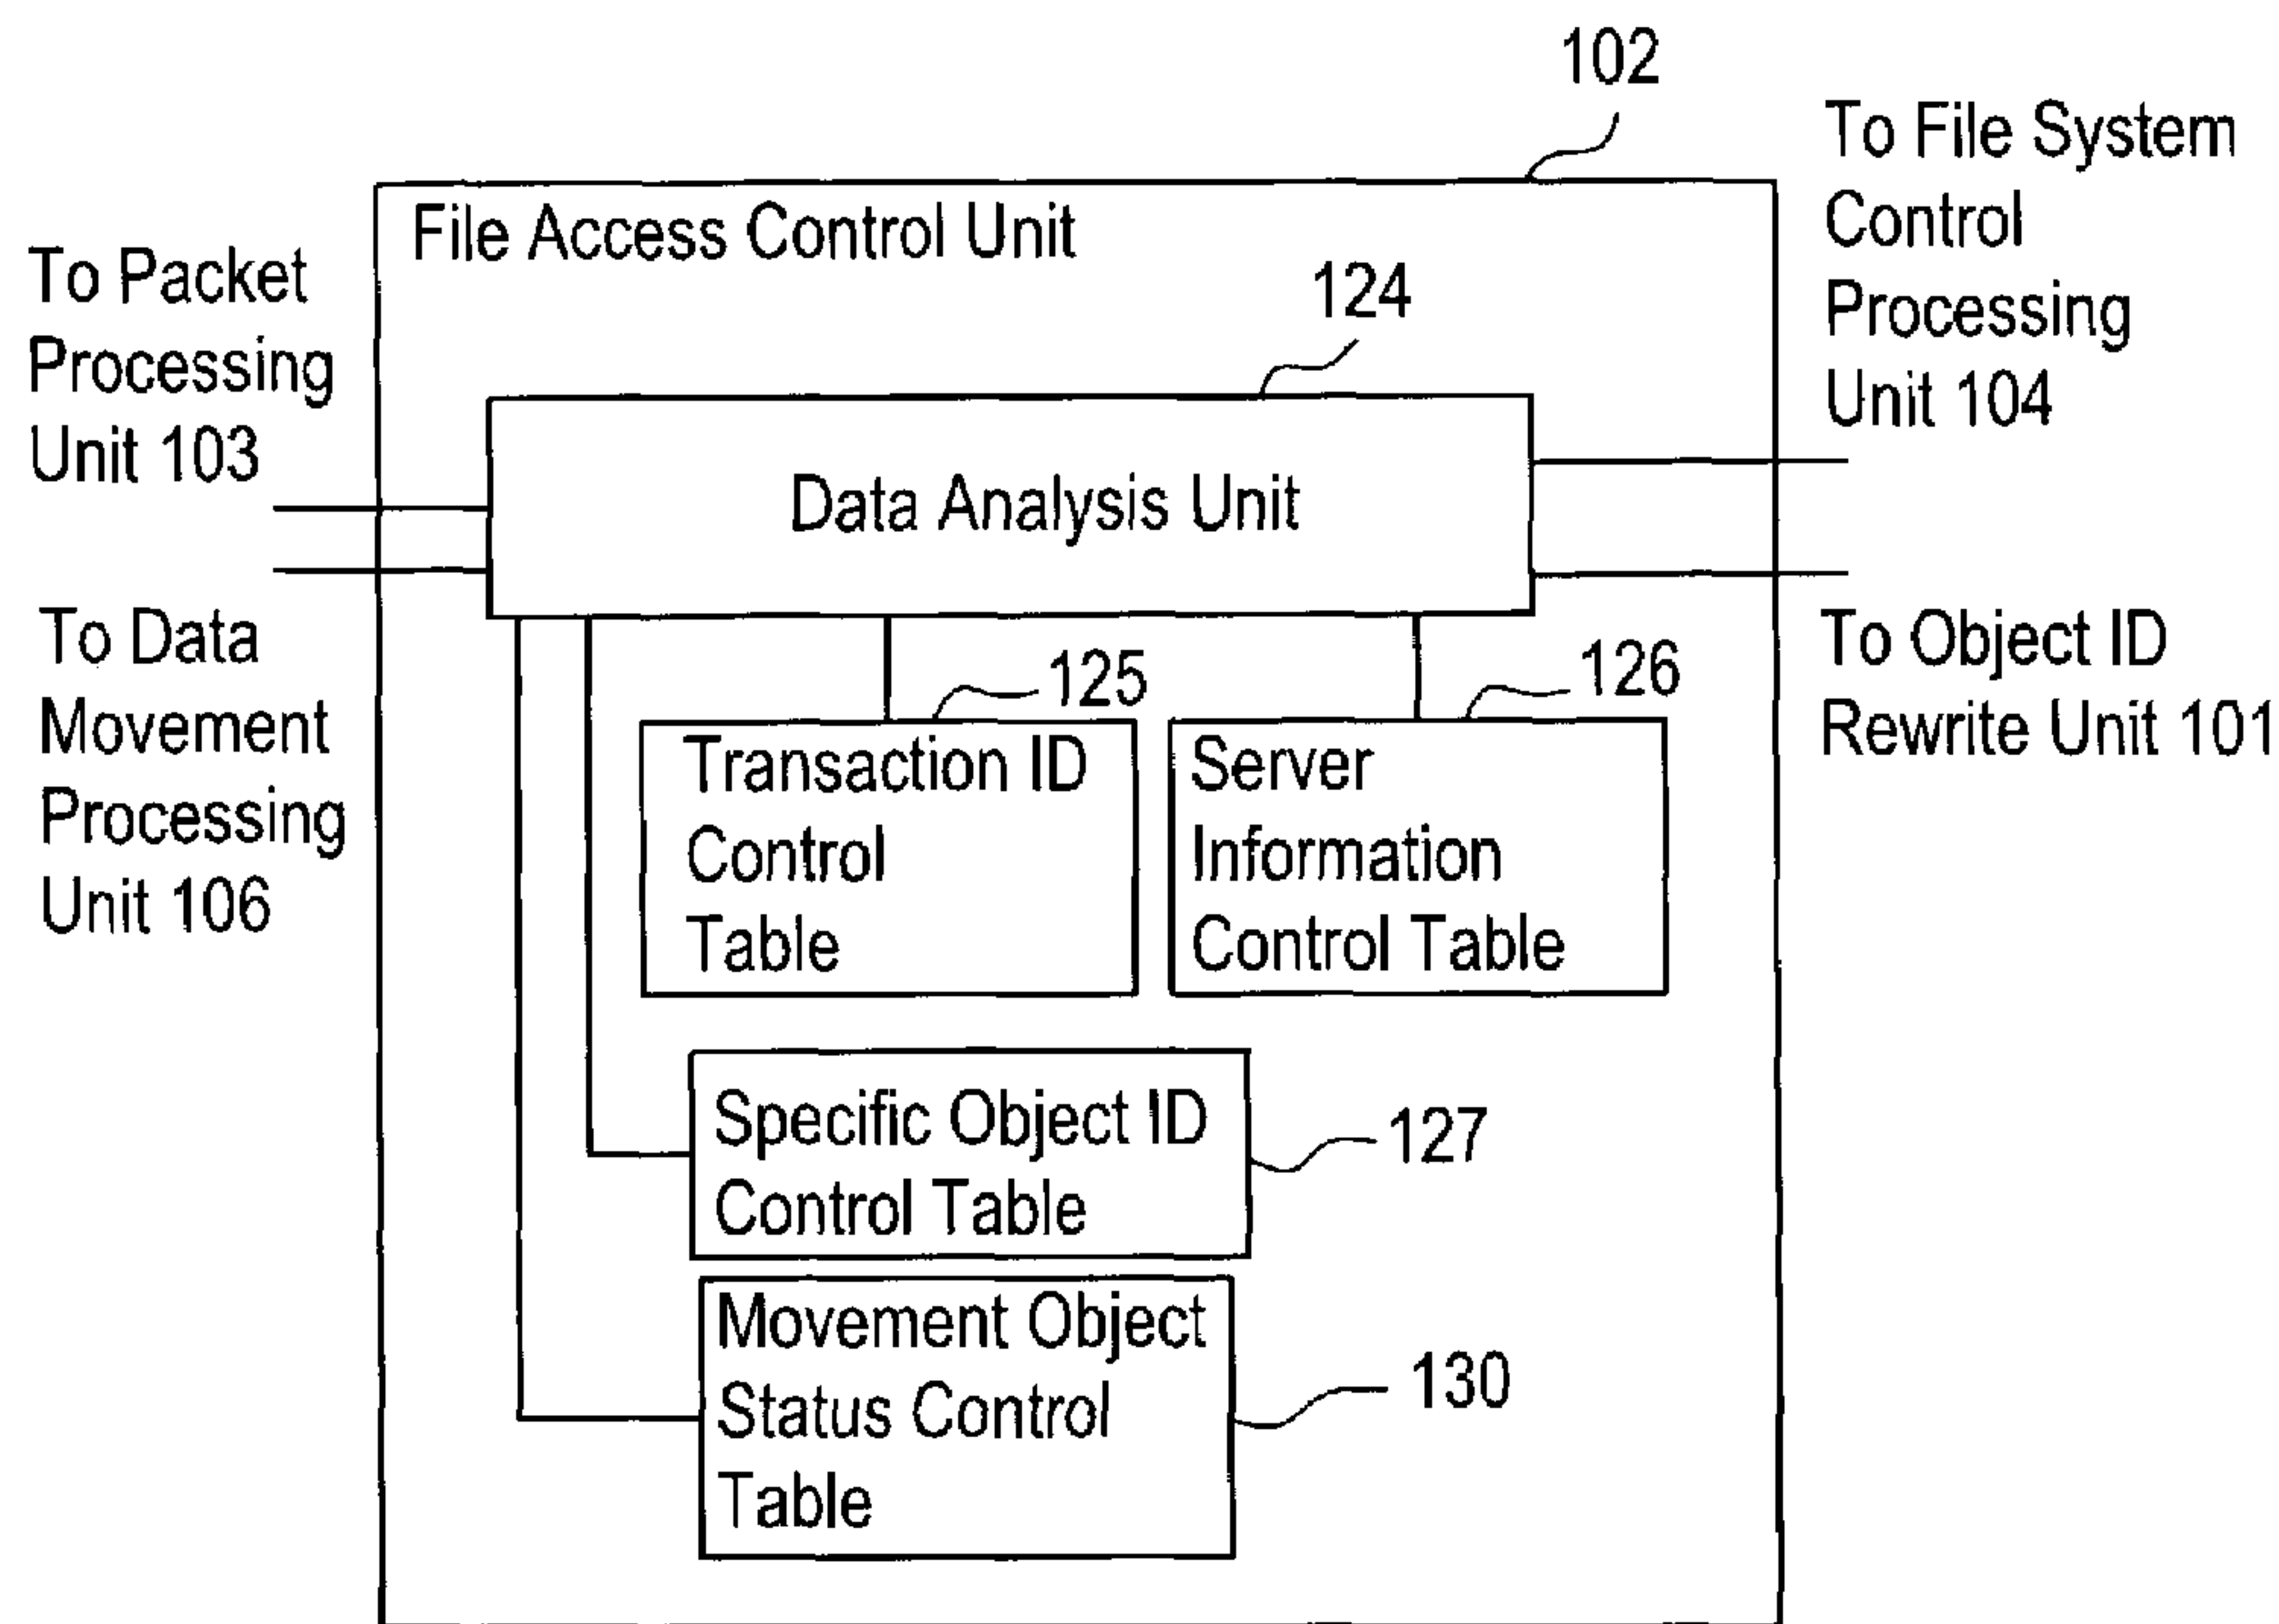 102
To File System
Control
Processing
Unit 104
File Access Control Unit
To Packet
Processing
Unit 103
124
Data Analysis Unit
To Data
Movement
Processing
Unit 106
To Object ID
Rewrite Unit 101
125
126
Transaction ID
Control
Table
Server
Information
Control Table
Specific Object ID
Control Table
127
Movement Object
Status Control
Table
130